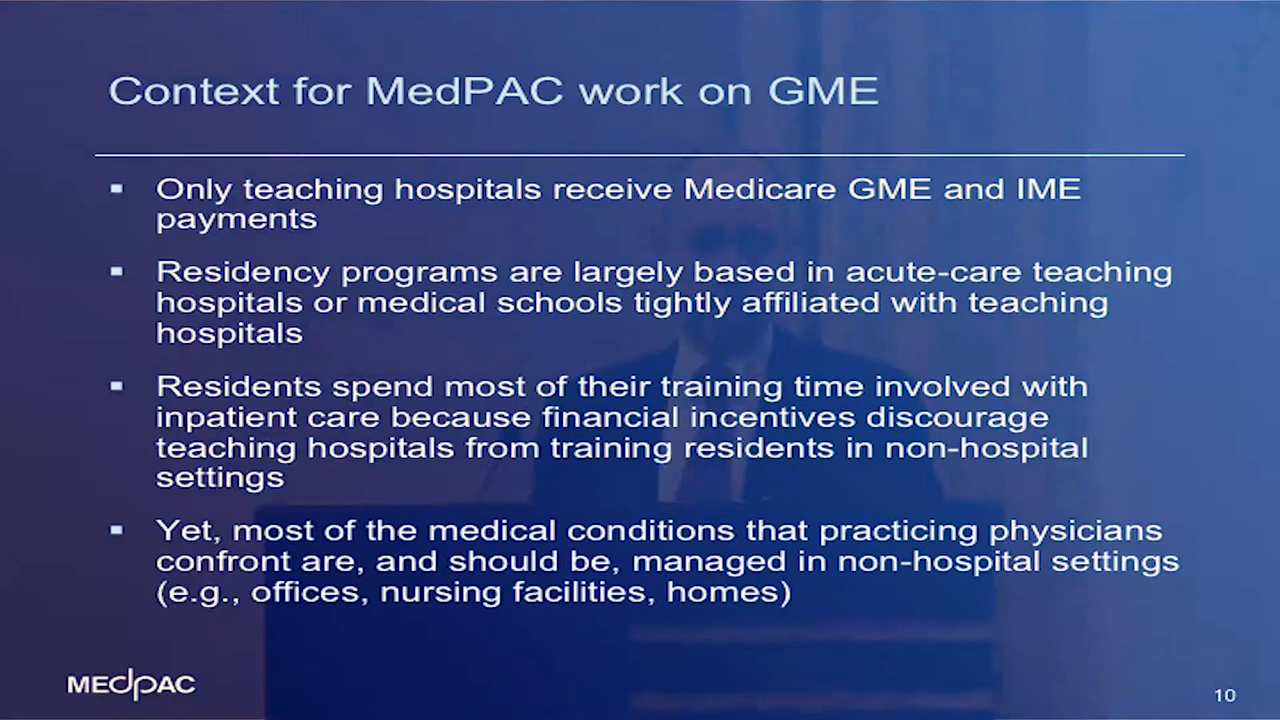 Context for MedPAC work on GME
▪ Only teaching hospitals receive Medicare GME and IME
payments
▪ Residency programs are largely based in acute-care teaching
hospitals or medical schools tightly affiliated with teaching
hospitals
▪ Residents spend most of their training time involved with
inpatient care because financial incentives discourage
teaching hospitals from training residents in non-hospital
settings
▪ Yet, most of the medical conditions that practicing physicians
confront are, and should be, managed in non-hospital settings
(e.g., offices, nursing facilities, homes)
MEDPAC
10